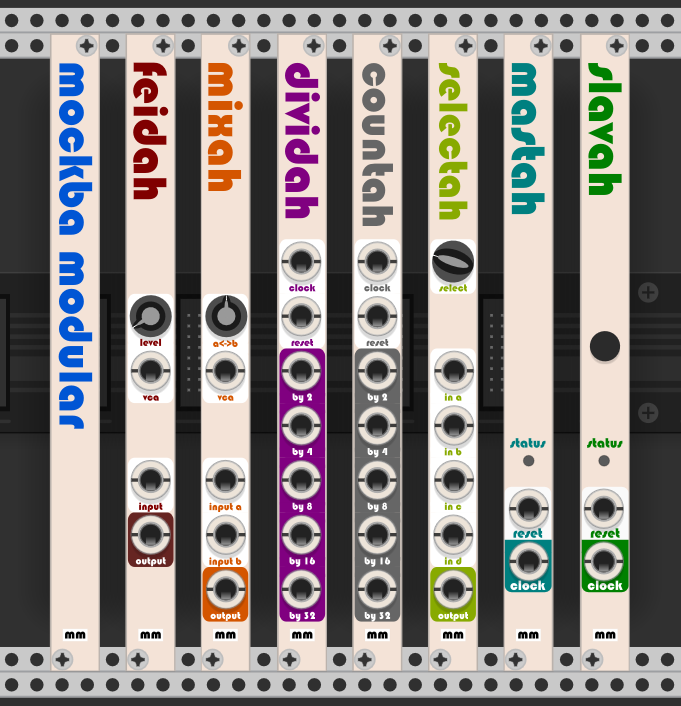 mockba modular
mm
feidah
level
vca
input
output
mm
mixah
a<->b
vca
input a
input b
output
mm
dividah
clock
reset
by 2
by 4
by 8
by 16
by 32
mm
countah
clock
reset
by 2
by 4
by 8
by 16
by 32
mm
selectah
select
in a
in b
in c
in d
output
mm
mastah
status
reset
clock
mm
slavah
status
reset
clock
mm